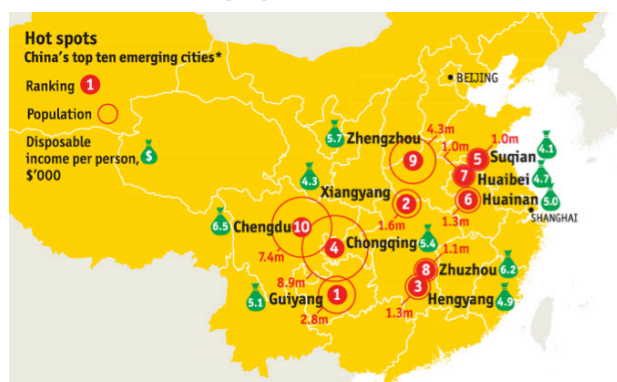 Hot spots
China's top ten emerging cities*
Ranking 1
Population
Disposable
income per person,
$'000
$
BEIJING
5.7 Zhengzhou
4.3m
9
1.0m
1.0m
5
Suqian
4.1
7
Huaibei
4.7
4.3
Xiangyang
2
1.6m
6
Huainan
5.0
1.3m
SHANGHAI
6.5
Chengdu
10
7.4m
4
Chongqing
5.4
8.9m
1.1m
8
Zhuzhou
6.2
5.1
Guiyang
1
2.8m
3
Hengyang
4.9
1.3m